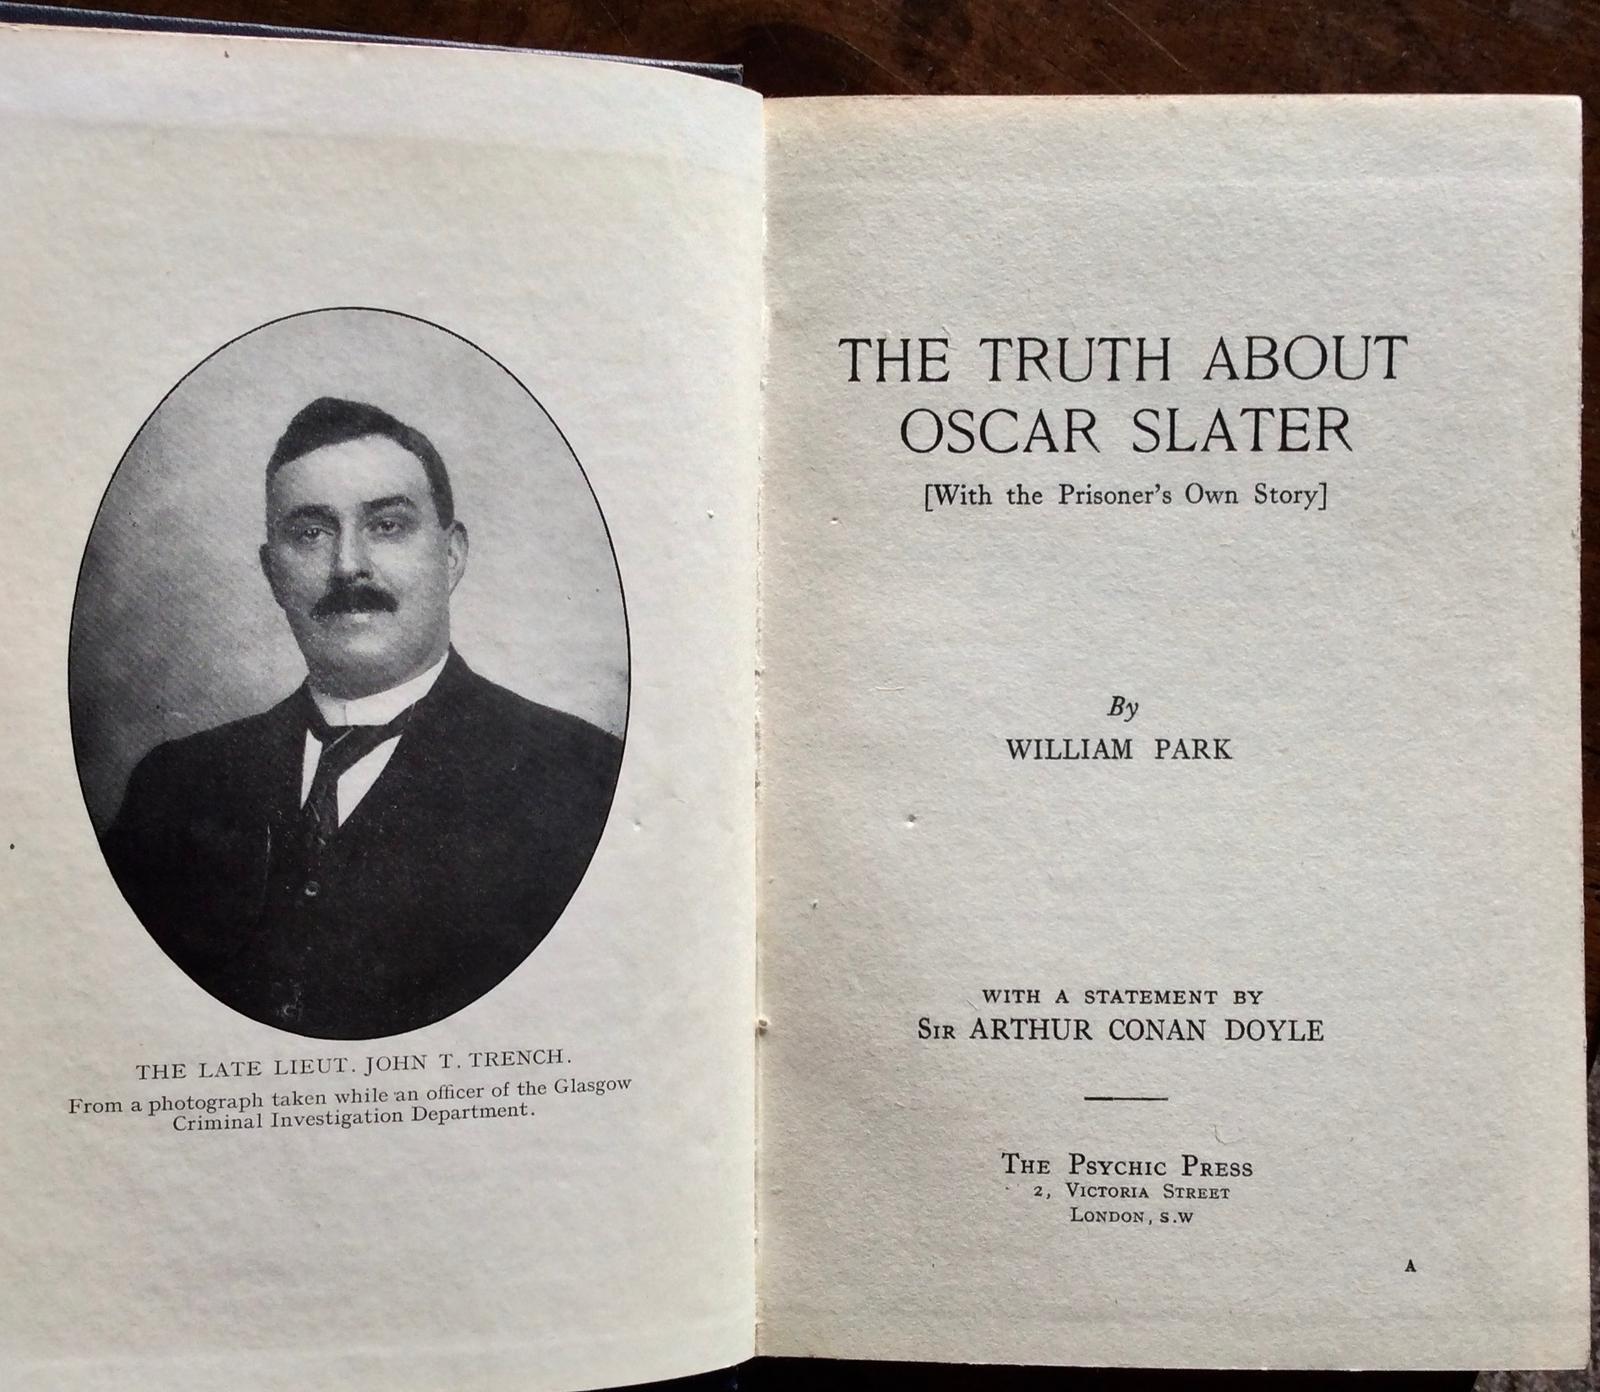 THE LATE LIEUT. JOHN T. TRENCH.
From a photograph taken while an officer of the Glasgow
Criminal Investigation Department.
THE TRUTH ABOUT
OSCAR SLATER
[With the Prisoner's Own Story]
By
WILLIAM PARK
WITH A STATEMENT BY
SIR ARTHUR CONAN DOYLE
THE PSYCHIC PRESS
2, VICTORIA STREET
LONDON, S.W
A